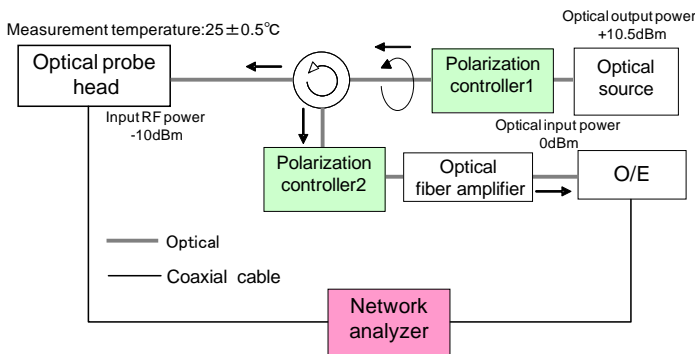 Measurement temperature:25±0.5℃
Optical output power
+10.5dBm
Optical probe
head
Polarization
controller1
Optical
source
Input RF power
-10dBm
Optical input power
0dBm
Polarization
controller2
Optical
fiber amplifier
O/E
Optical
Coaxial cable
Network
analyzer